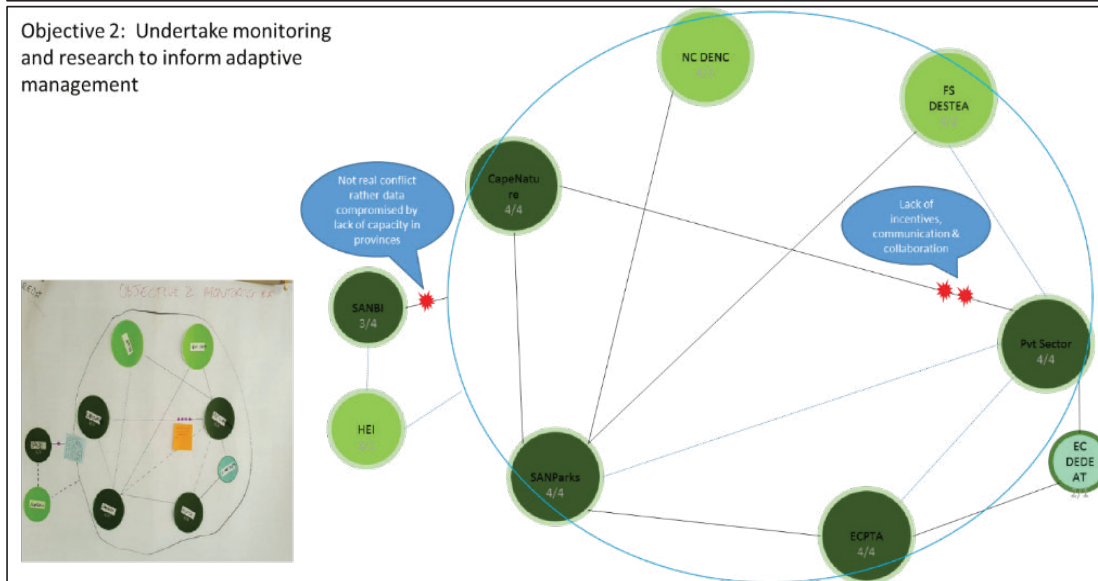 Objective 2:  Undertake monitoring
and research to inform adaptive
management
NC DENC
FS
DESTEA
CapeNatu
re
4/4
Not real conflict
rather data
compromised by
lack of capacity in
provinces
Lack of
incentives,
communication &
collaboration
SANBI
3/4
Pvt Sector
4/4
HEI
SANParks
4/4
EC
DEDE
AT
ECPTA
4/4
OBJECTIVE 2